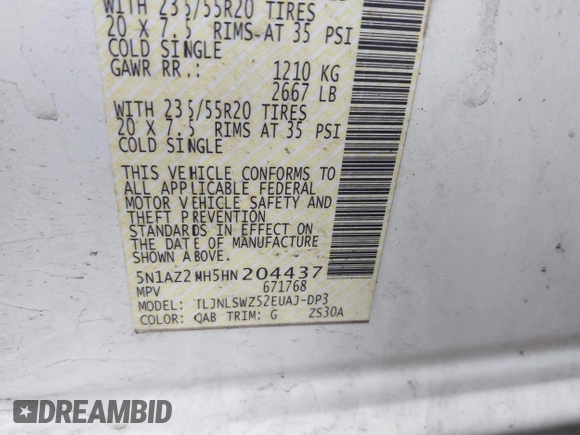 WITH 235/55R20 TIRES
20 X 7.5 RIMS AT 35 PSI
COLD SINGLE
GAWR RR.: 1210 KG
2667 LB
WITH 235/55R20 TIRES
20 X 7.5 RIMS AT 35 PSI
COLD SINGLE
THIS VEHICLE CONFORMS TO
ALL APPLICABLE FEDERAL
MOTOR VEHICLE SAFETY AND
THEFT PREVENTION
STANDARDS IN EFFECT ON
THE DATE OF MANUFACTURE
SHOWN ABOVE.
5N1AZ2MH5HN204437
MPV 671768
MODEL: TLJNLSWZ52EUAJ-DP3
COLOR: QAB TRIM: G ZS30A
DREAMBID